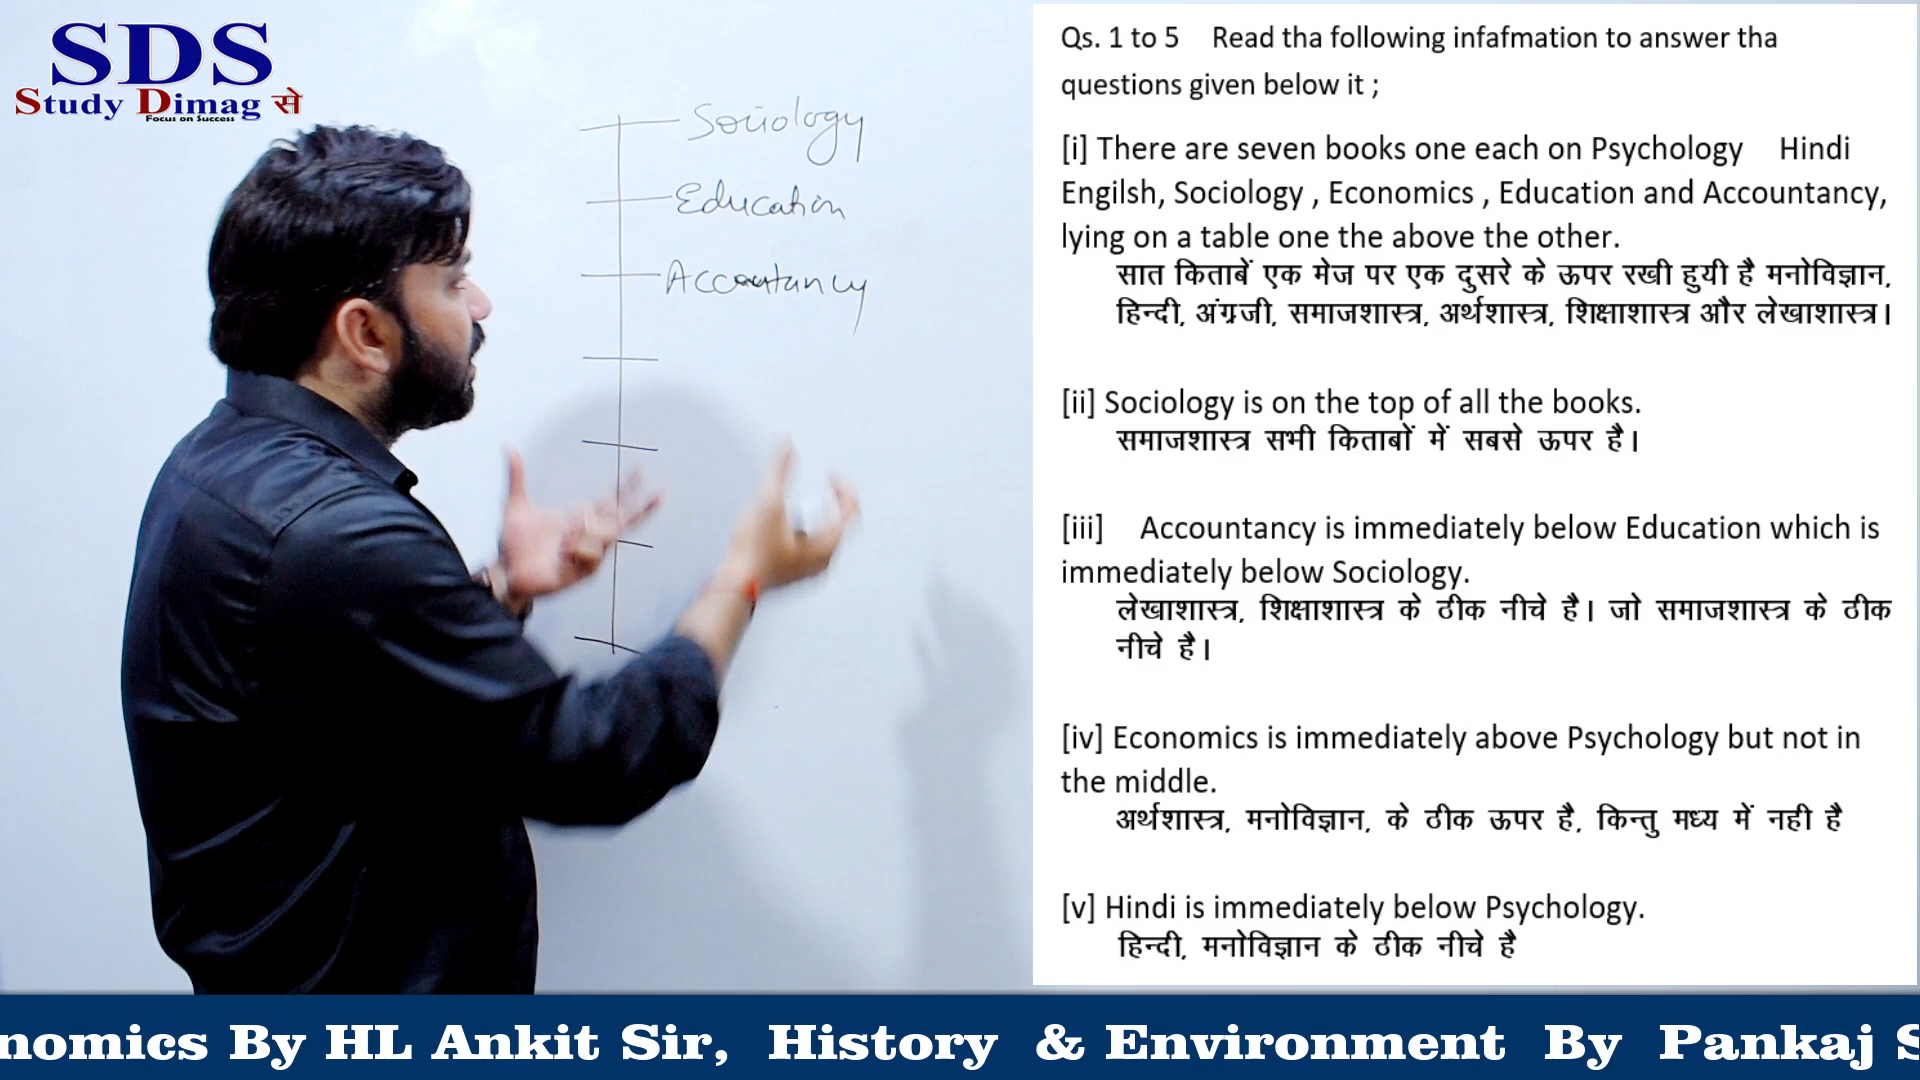 SDS
Study Dimag से
Focus on Success
Sociology
Education
Accountancy
Qs. 1 to 5 Read tha following infafmation to answer tha
questions given below it ;
[i] There are seven books one each on Psychology Hindi
Engilsh, Sociology , Economics , Education and Accountancy,
lying on a table one the above the other.
सात किताबें एक मेज पर एक दुसरे के ऊपर रखी हुयी है मनोविज्ञान,
हिन्दी, अंग्रजी, समाजशास्त्र, अर्थशास्त्र, शिक्षाशास्त्र और लेखाशास्त्र।
[ii] Sociology is on the top of all the books.
समाजशास्त्र सभी किताबों में सबसे ऊपर है।
[iii] Accountancy is immediately below Education which is
immediately below Sociology.
लेखाशास्त्र, शिक्षाशास्त्र के ठीक नीचे है। जो समाजशास्त्र के ठीक
नीचे है।
[iv] Economics is immediately above Psychology but not in
the middle.
अर्थशास्त्र, मनोविज्ञान, के ठीक ऊपर है, किन्तु मध्य में नही है
[v] Hindi is immediately below Psychology.
हिन्दी, मनोविज्ञान के ठीक नीचे है
nomics By HL Ankit Sir, History & Environment By Pankaj S